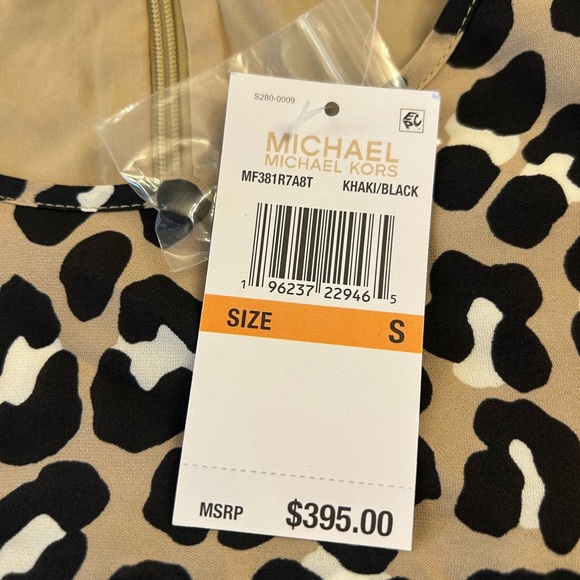 S280-0009
MICHAEL
MICHAEL KORS
MF381R7A8T KHAKI/BLACK
1 96237 22946 5
SIZE S
MSRP $395.00